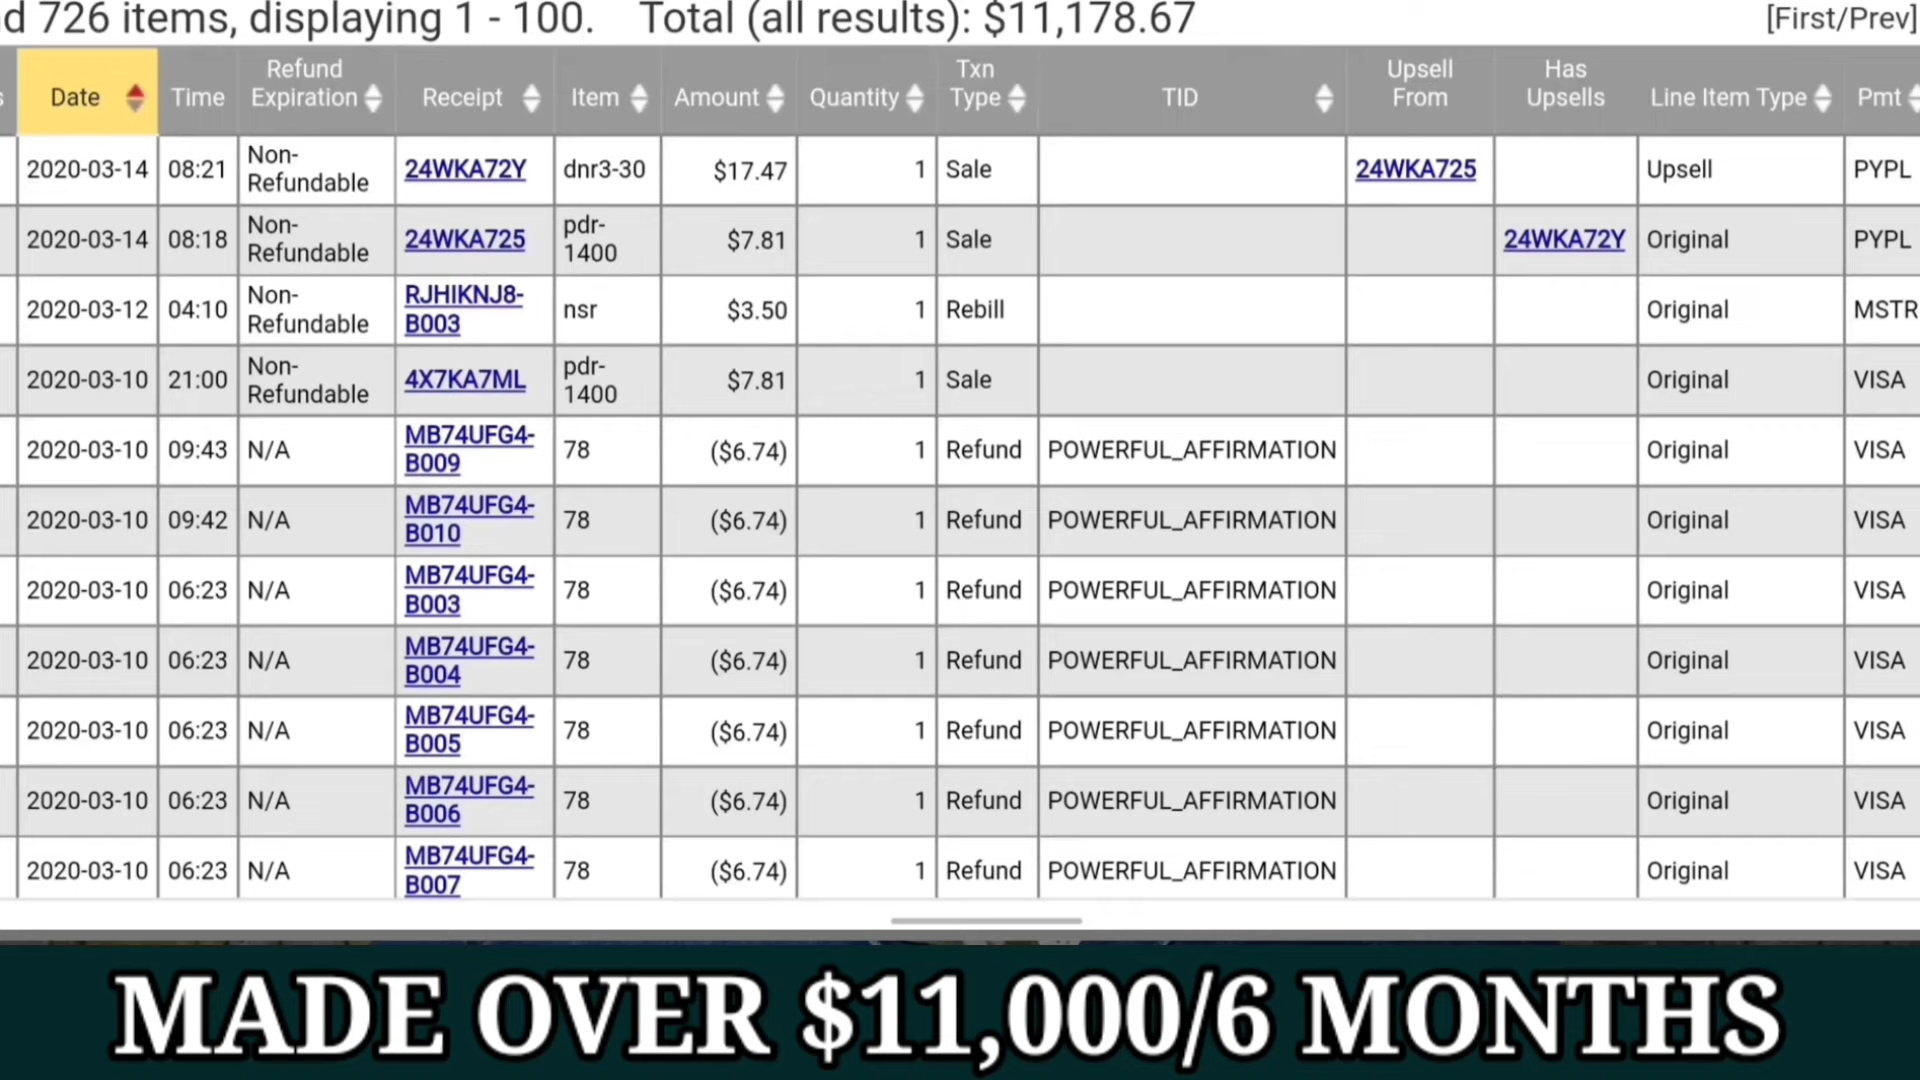 d 726 items, displaying 1 - 100. Total (all results): $11,178.67 [First/Prev]
s Date Time Refund Expiration Receipt Item Amount Quantity Txn Type TID Upsell From Has Upsells Line Item Type Pmt
2020-03-14 08:21 Non-Refundable 24WKA72Y dnr3-30 $17.47 1 Sale 24WKA725 Upsell PYPL
2020-03-14 08:18 Non-Refundable 24WKA725 pdr-1400 $7.81 1 Sale 24WKA72Y Original PYPL
2020-03-12 04:10 Non-Refundable RJHIKNJ8-B003 nsr $3.50 1 Rebill Original MSTR
2020-03-10 21:00 Non-Refundable 4X7KA7ML pdr-1400 $7.81 1 Sale Original VISA
2020-03-10 09:43 N/A MB74UFG4-B009 78 ($6.74) 1 Refund POWERFUL_AFFIRMATION Original VISA
2020-03-10 09:42 N/A MB74UFG4-B010 78 ($6.74) 1 Refund POWERFUL_AFFIRMATION Original VISA
2020-03-10 06:23 N/A MB74UFG4-B003 78 ($6.74) 1 Refund POWERFUL_AFFIRMATION Original VISA
2020-03-10 06:23 N/A MB74UFG4-B004 78 ($6.74) 1 Refund POWERFUL_AFFIRMATION Original VISA
2020-03-10 06:23 N/A MB74UFG4-B005 78 ($6.74) 1 Refund POWERFUL_AFFIRMATION Original VISA
2020-03-10 06:23 N/A MB74UFG4-B006 78 ($6.74) 1 Refund POWERFUL_AFFIRMATION Original VISA
2020-03-10 06:23 N/A MB74UFG4-B007 78 ($6.74) 1 Refund POWERFUL_AFFIRMATION Original VISA
MADE OVER $11,000/6 MONTHS